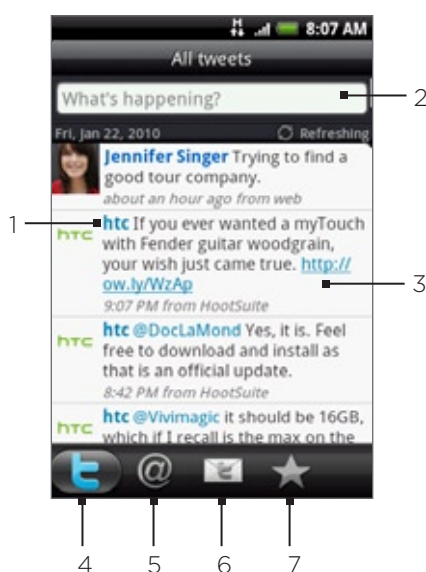 H 8:07 AM
All tweets
What's happening?
2
Fri, Jan 22, 2010 Refreshing
Jennifer Singer Trying to find a
good tour company.
about an hour ago from web
1
htc
htc If you ever wanted a myTouch
with Fender guitar woodgrain,
your wish just came true. http://
ow.ly/WzAp
3
9:07 PM from HootSuite
htc
htc @DocLaMond Yes, it is. Feel
free to download and install as
that is an official update.
8:42 PM from HootSuite
htc
htc @Vivimagic it should be 16GB,
which if I recall is the max on the
t @ t
4 5 6 7